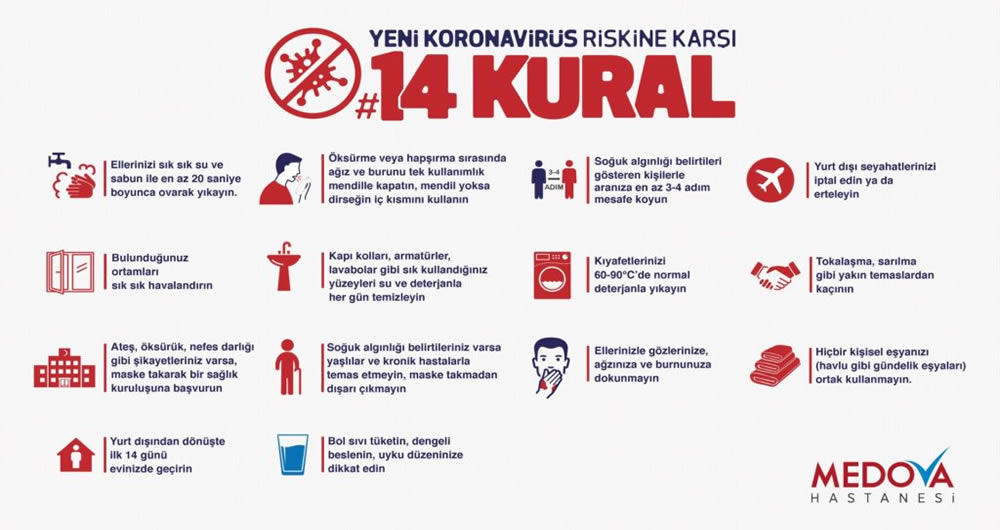 YENİ KORONAVİRÜS RİSKİNE KARŞI
#14 KURAL
Ellerinizi sık sık su ve
sabun ile en az 20 saniye
boyunca ovarak yıkayın.
Öksürme veya hapşırma sırasında
ağız ve burunu tek kullanımlık
mendille kapatın, mendil yoksa
dirseğin iç kısmını kullanın
3-4
ADIM
Soğuk algınlığı belirtileri
gösteren kişilerle
aranıza en az 3-4 adım
mesafe koyun
Yurt dışı seyahatlerinizi
iptal edin ya da
erteleyin
Bulunduğunuz
ortamları
sık sık havalandırın
Kapı kolları, armatürler,
lavabolar gibi sık kullandığınız
yüzeyleri su ve deterjanla
her gün temizleyin
Kıyafetlerinizi
60-90°C'de normal
deterjanla yıkayın
Tokalaşma, sarılma
gibi yakın temaslardan
kaçının
Ateş, öksürük, nefes darlığı
gibi şikayetleriniz varsa,
maske takarak bir sağlık
kuruluşuna başvurun
Soğuk algınlığı belirtileriniz varsa
yaşlılar ve kronik hastalarla
temas etmeyin, maske takmadan
dışarı çıkmayın
Ellerinizle gözlerinize,
ağzınıza ve burnunuza
dokunmayın
Hiçbir kişisel eşyanızı
(havlu gibi gündelik eşyaları)
ortak kullanmayın.
Yurt dışından dönüşte
ilk 14 günü
evinizde geçirin
Bol sıvı tüketin, dengeli
beslenin, uyku düzeninize
dikkat edin
MEDOVA
HASTANESİ